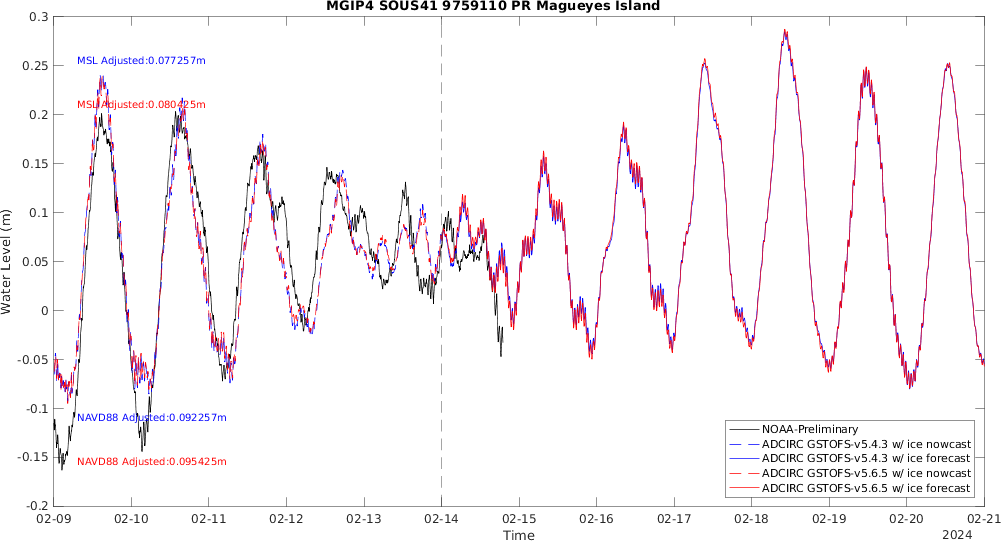 MGIP4 SOUS41 9759110 PR Magueyes Island
0.3
0.25
0.2
0.15
0.1
0.05
0
-0.05
-0.1
-0.15
-0.2
Water Level (m)
MSL Adjusted:0.077257m
MSL Adjusted:0.080425m
NAVD88 Adjusted:0.092257m
NAVD88 Adjusted:0.095425m
NOAA-Preliminary
ADCIRC GSTOFS-v5.4.3 w/ ice nowcast
ADCIRC GSTOFS-v5.4.3 w/ ice forecast
ADCIRC GSTOFS-v5.6.5 w/ ice nowcast
ADCIRC GSTOFS-v5.6.5 w/ ice forecast
02-09 02-10 02-11 02-12 02-13 02-14 02-15 02-16 02-17 02-18 02-19 02-20 02-21
Time
2024